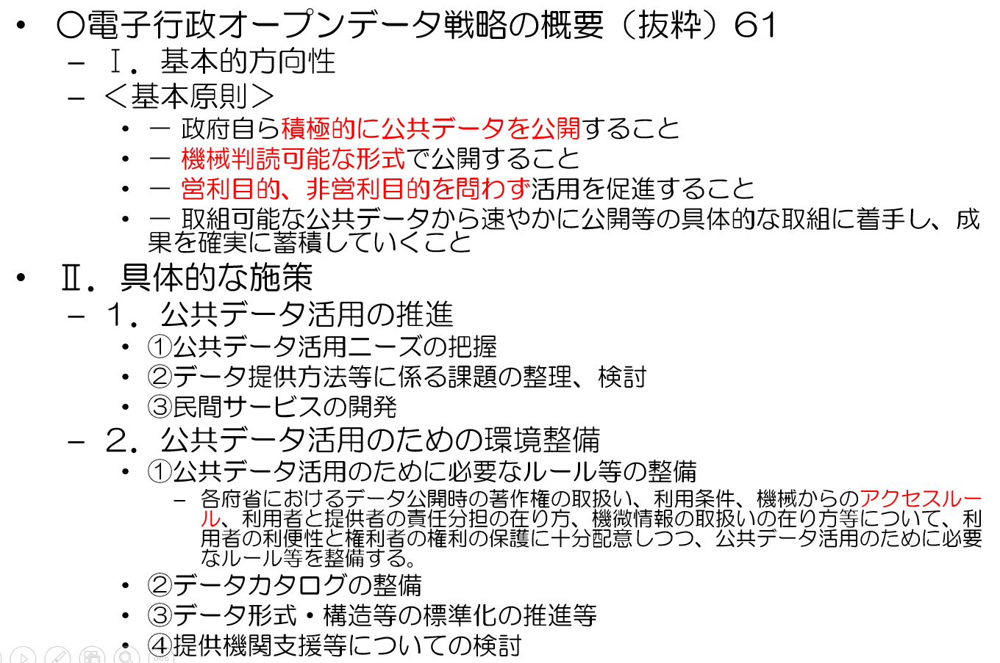 • 〇電子行政オープンデータ戦略の概要（抜粋）61
– Ⅰ．基本的方向性
– ＜基本原則＞
• － 政府自ら積極的に公共データを公開すること
• － 機械判読可能な形式で公開すること
• － 営利目的、非営利目的を問わず活用を促進すること
• － 取組可能な公共データから速やかに公開等の具体的な取組に着手し、成
果を確実に蓄積していくこと
• Ⅱ．具体的な施策
– １．公共データ活用の推進
• ①公共データ活用ニーズの把握
• ②データ提供方法等に係る課題の整理、検討
• ③民間サービスの開発
– ２．公共データ活用のための環境整備
• ①公共データ活用のために必要なルール等の整備
– 各府省におけるデータ公開時の著作権の取扱い、利用条件、機械からのアクセスルー
ル、利用者と提供者の責任分担の在り方、機微情報の取扱いの在り方等について、利
用者の利便性と権利者の権利の保護に十分配意しつつ、公共データ活用のために必要
なルール等を整備する。
• ②データカタログの整備
• ③データ形式・構造等の標準化の推進等
• ④提供機関支援等についての検討